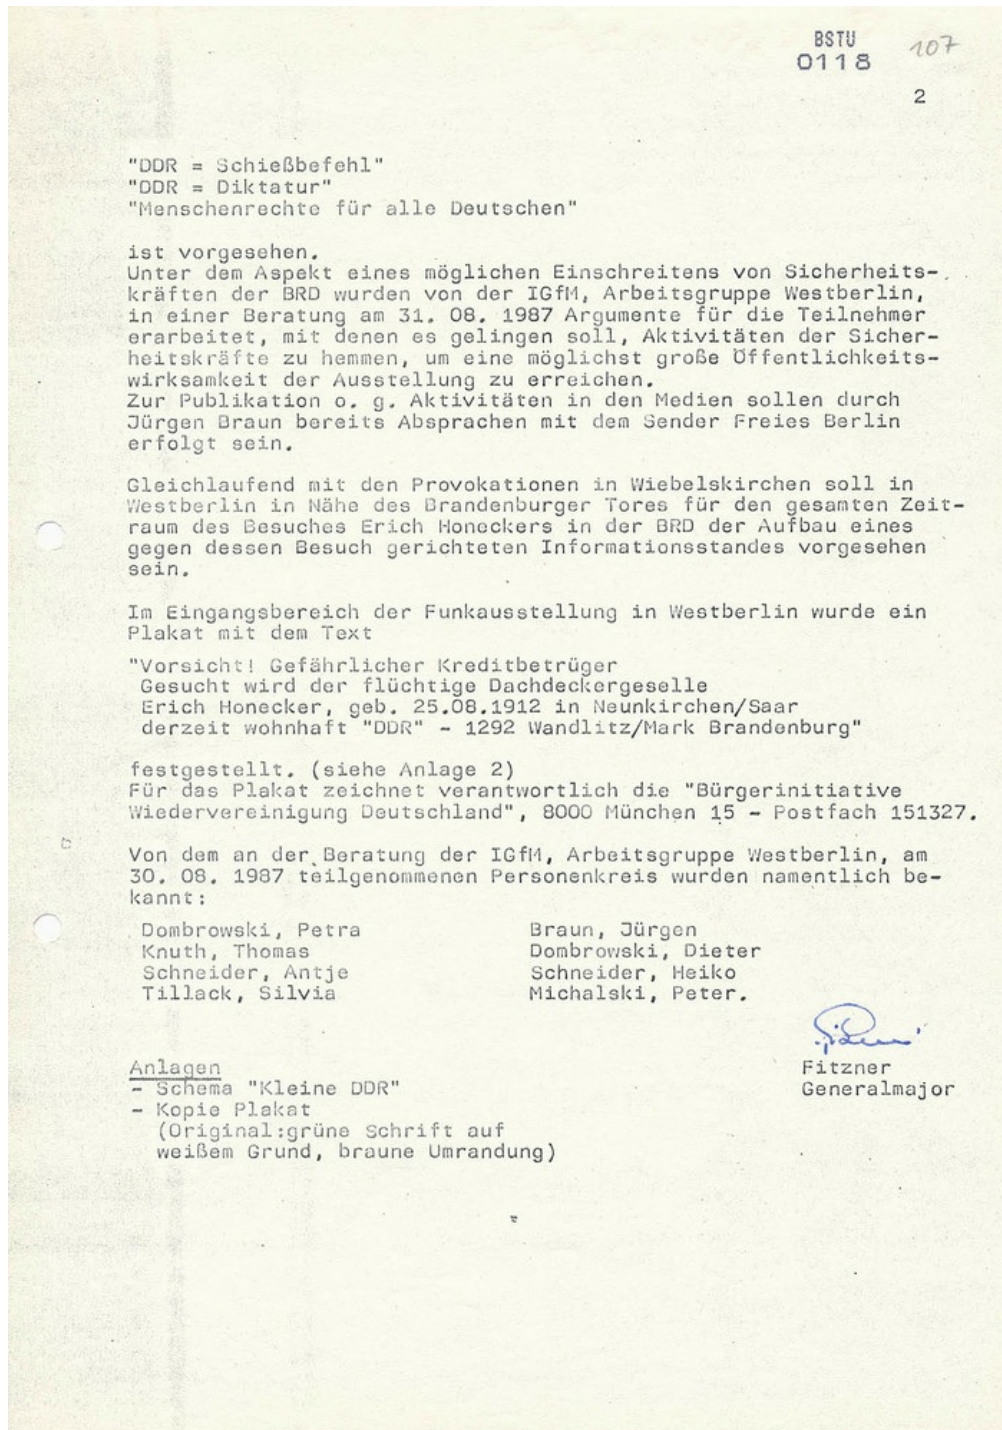 BSTU
0118
107
2
"DDR = Schießbefehl"
"DDR = Diktatur"
"Menschenrechte für alle Deutschen"
ist vorgesehen.
Unter dem Aspekt eines möglichen Einschreitens von Sicherheits-
kräften der BRD wurden von der IGfM, Arbeitsgruppe Westberlin,
in einer Beratung am 31. 08. 1987 Argumente für die Teilnehmer
erarbeitet, mit denen es gelingen soll, Aktivitäten der Sicher-
heitskräfte zu hemmen, um eine möglichst große Öffentlichkeits-
wirksamkeit der Ausstellung zu erreichen.
Zur Publikation o. g. Aktivitäten in den Medien sollen durch
Jürgen Braun bereits Absprachen mit dem Sender Freies Berlin
erfolgt sein.
Gleichlaufend mit den Provokationen in Wiebelskirchen soll in
Westberlin in Nähe des Brandenburger Tores für den gesamten Zeit-
raum des Besuches Erich Honeckers in der BRD der Aufbau eines
gegen dessen Besuch gerichteten Informationsstandes vorgesehen
sein.
Im Eingangsbereich der Funkausstellung in Westberlin wurde ein
Plakat mit dem Text
"Vorsicht! Gefährlicher Kreditbetrüger
Gesucht wird der flüchtige Dachdeckergeselle
Erich Honecker, geb. 25.08.1912 in Neunkirchen/Saar
derzeit wohnhaft "DDR" - 1292 Wandlitz/Mark Brandenburg"
festgestellt. (siehe Anlage 2)
Für das Plakat zeichnet verantwortlich die "Bürgerinitiative
Wiedervereinigung Deutschland", 8000 München 15 - Postfach 151327.
Von dem an der Beratung der IGfM, Arbeitsgruppe Westberlin, am
30. 08. 1987 teilgenommenen Personenkreis wurden namentlich be-
kannt:
Dombrowski, Petra Braun, Jürgen
Knuth, Thomas Dombrowski, Dieter
Schneider, Antje Schneider, Heiko
Tillack, Silvia Michalski, Peter.
Fitzner
Generalmajor
Anlagen
- Schema "Kleine DDR"
- Kopie Plakat
(Original:grüne Schrift auf
weißem Grund, braune Umrandung)